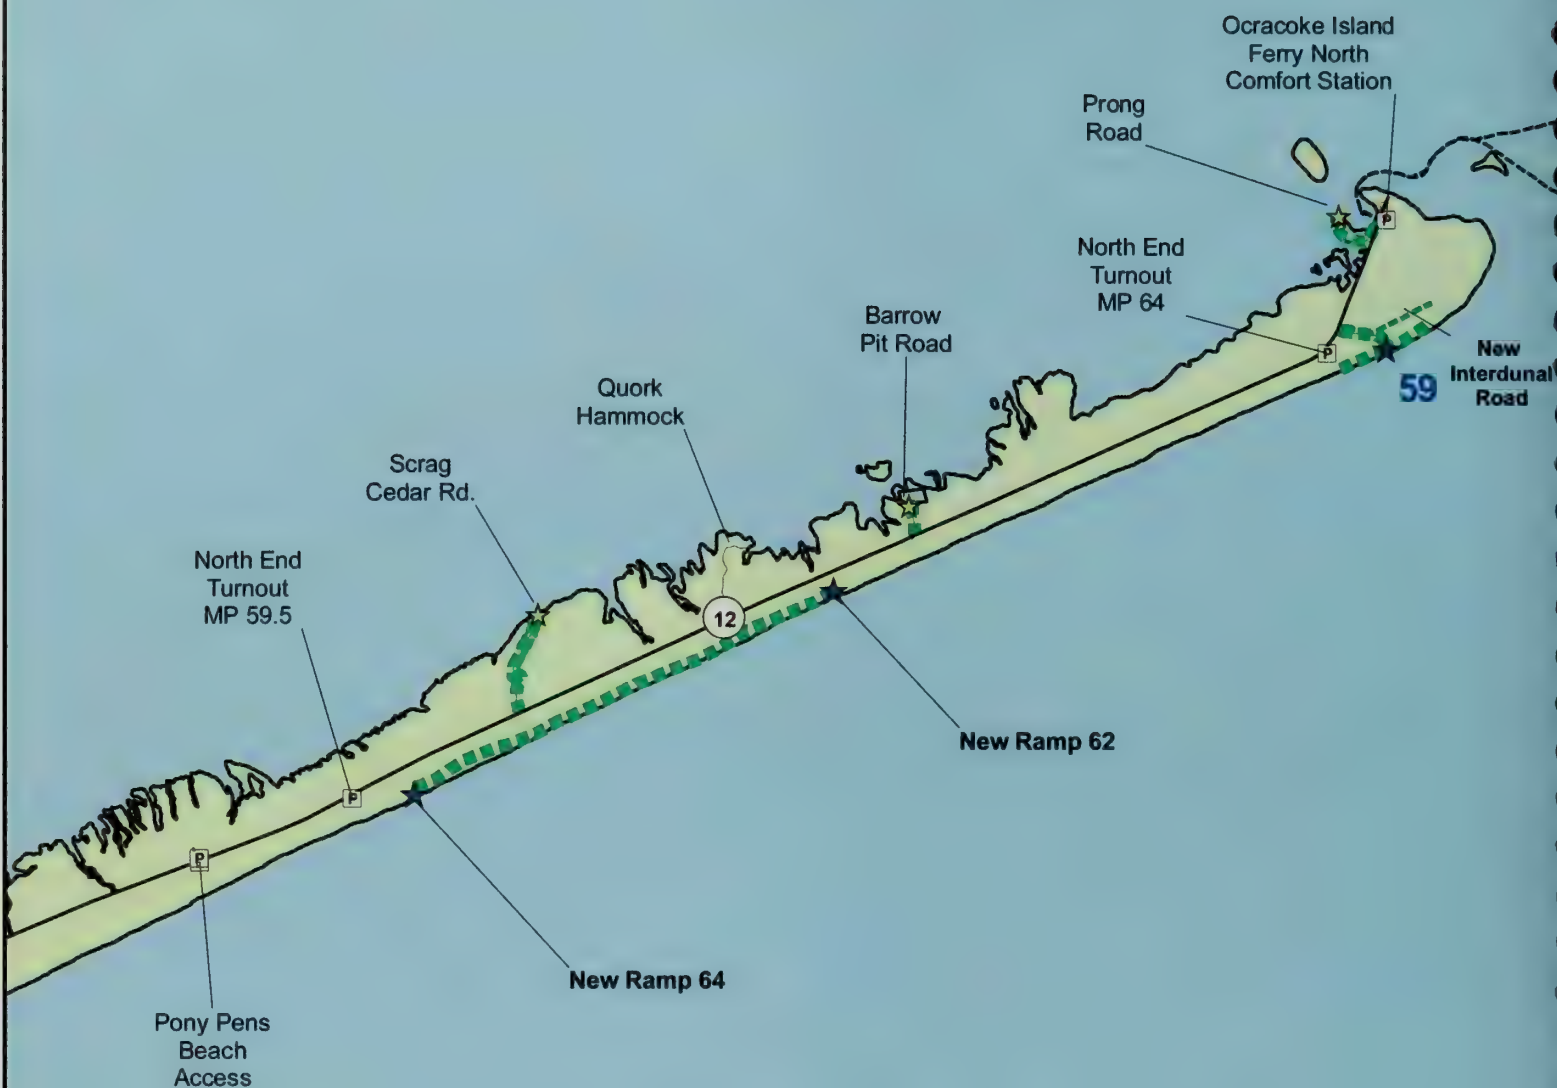 Ocracoke Island
Ferry North
Comfort Station
Prong
Road
P
North End
Turnout
MP 64
P
Barrow
Pit Road
59
New
Interdunal
Road
Quork
Hammock
Scrag
Cedar Rd.
North End
Turnout
MP 59.5
12
New Ramp 62
P
P
New Ramp 64
Pony Pens
Beach
Access